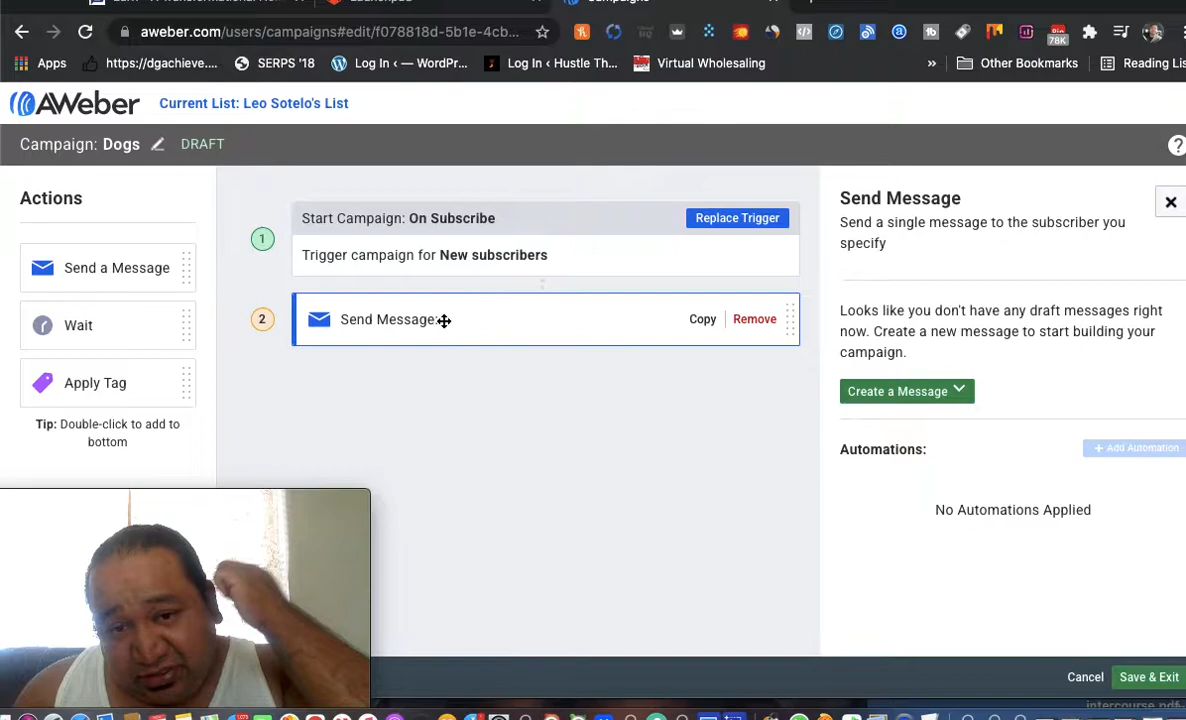 aweber.com/users/campaigns#edit/f078818d-5b1e-4cb...
78K
Apps
https://dgachieve....
SERPS '18
Log In ‹ — WordPr...
Log In ‹ Hustle Th...
Virtual Wholesaling
»
Other Bookmarks
Reading Lis
AWeber
Current List: Leo Sotelo's List
Campaign: Dogs
DRAFT
?
Actions
Send a Message
Wait
Apply Tag
Tip: Double-click to add to
bottom
1
Start Campaign: On Subscribe
Replace Trigger
Trigger campaign for New subscribers
2
Send Message:
Copy
Remove
Send Message
Send a single message to the subscriber you
specify
Looks like you don't have any draft messages right
now. Create a new message to start building your
campaign.
Create a Message
Automations:
+ Add Automation
No Automations Applied
Cancel
Save & Exit
intercourse.pdf